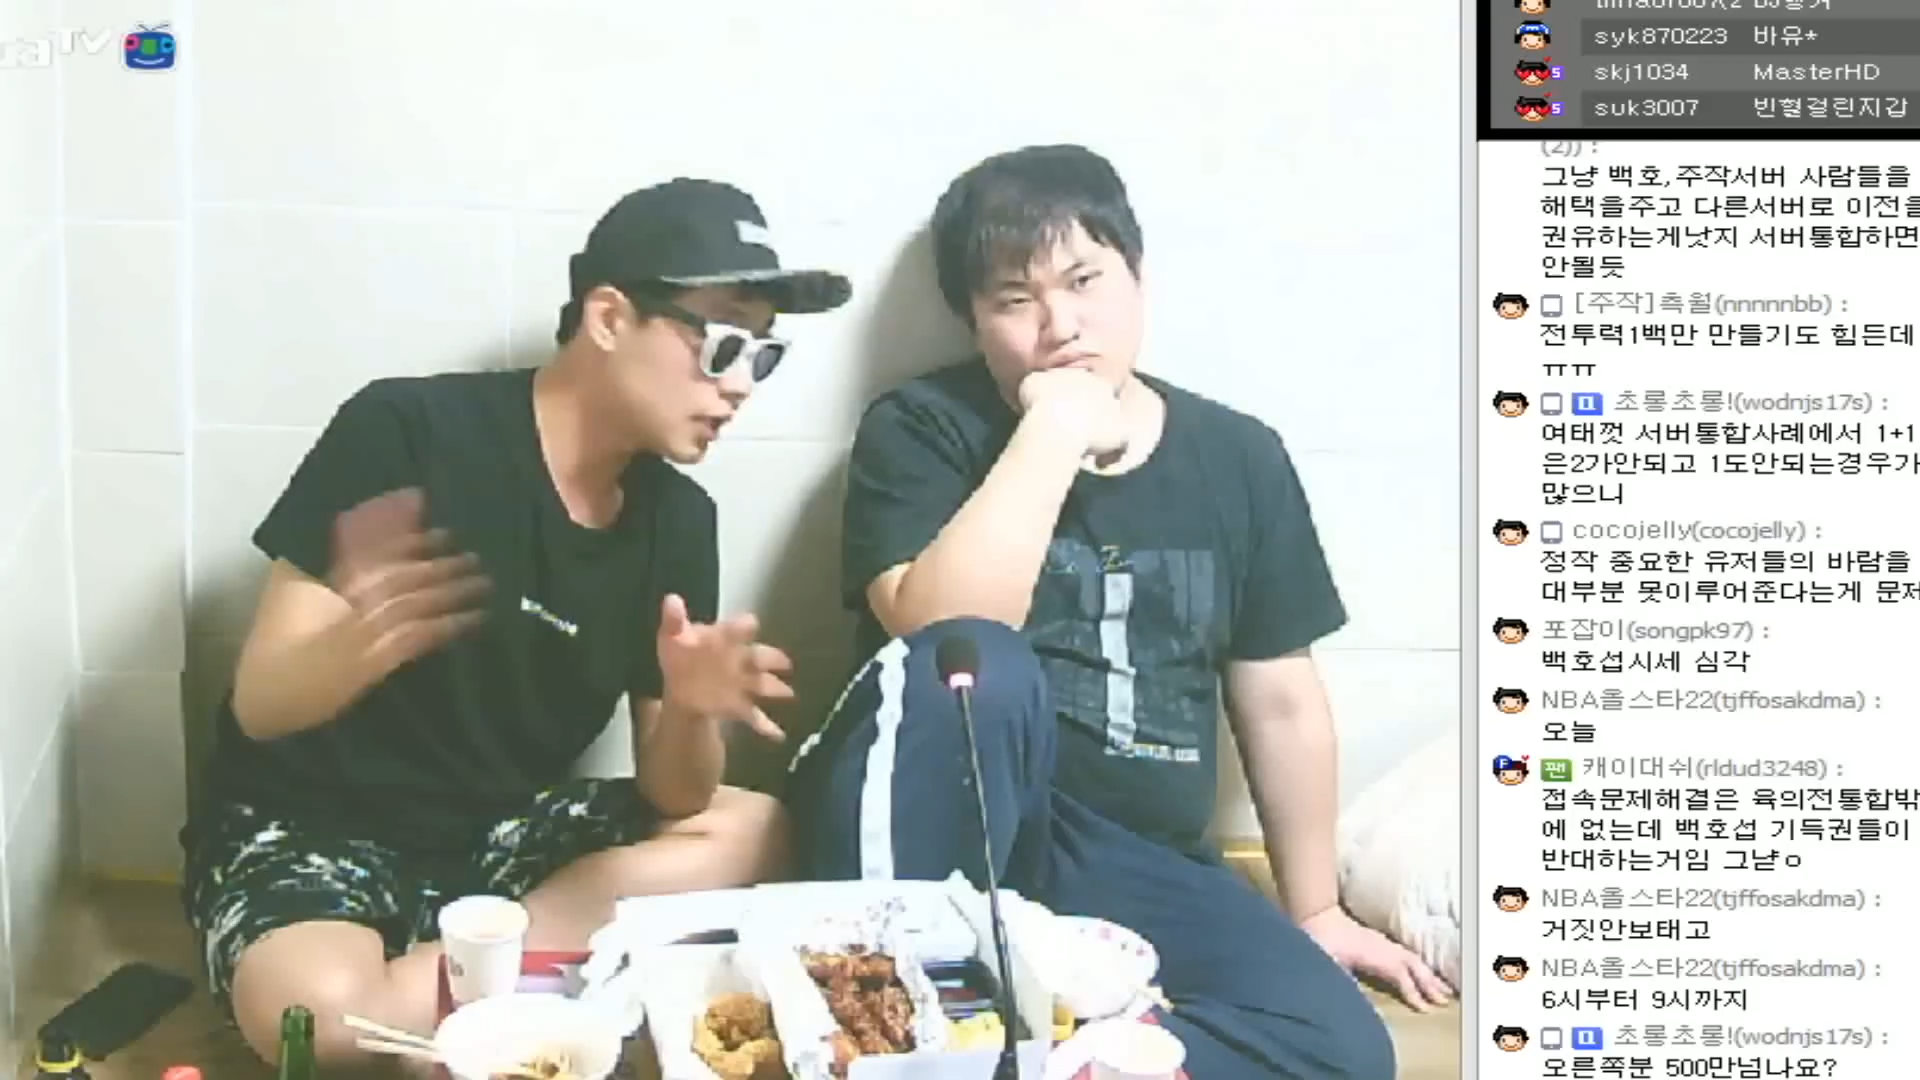 TV
syk870223 바유*
skj1034 MasterHD
suk3007 빈혈걸린지갑
(2)) :
그냥 백호,주작서버 사람들을
해택을주고 다른서버로 이전을
권유하는게낫지 서버통합하면
안될듯
[주작]측월(nnnnnbb) :
전투력1백만 만들기도 힘든데
ㅠㅠ
초롱초롱!(wodnjs17s) :
여태껏 서버통합사례에서 1+1
은2가안되고 1도안되는경우가
많으니
cocojelly(cocojelly) :
정작 중요한 유저들의 바람을
대부분 못이루어준다는게 문제
포잡이(songpk97) :
백호섭시세 심각
NBA올스타22(tjffosakdma) :
오늘
팬 캐이대쉬(rldud3248) :
접속문제해결은 육의전통합밖
에 없는데 백호섭 기득권들이
반대하는거임 그냗ㅇ
NBA올스타22(tjffosakdma) :
거짓안보태고
NBA올스타22(tjffosakdma) :
6시부터 9시까지
초롱초롱!(wodnjs17s) :
오른쪽분 500만넘나요?